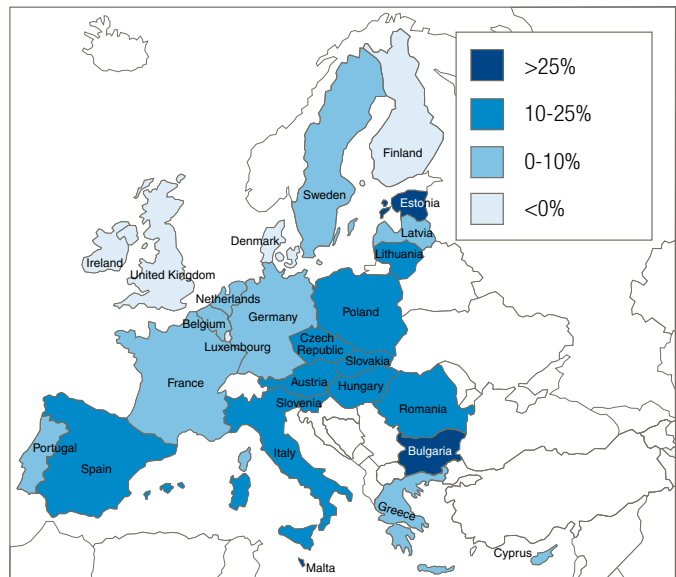 >25%
10-25%
0-10%
<0%
Finland
Sweden
Estonia
Latvia
Lithuania
Denmark
Ireland
United Kingdom
Netherlands
Belgium
Germany
Poland
Luxembourg
Czech
Republic
Slovakia
France
Austria
Hungary
Slovenia
Romania
Portugal
Spain
Italy
Bulgaria
Greece
Cyprus
Malta